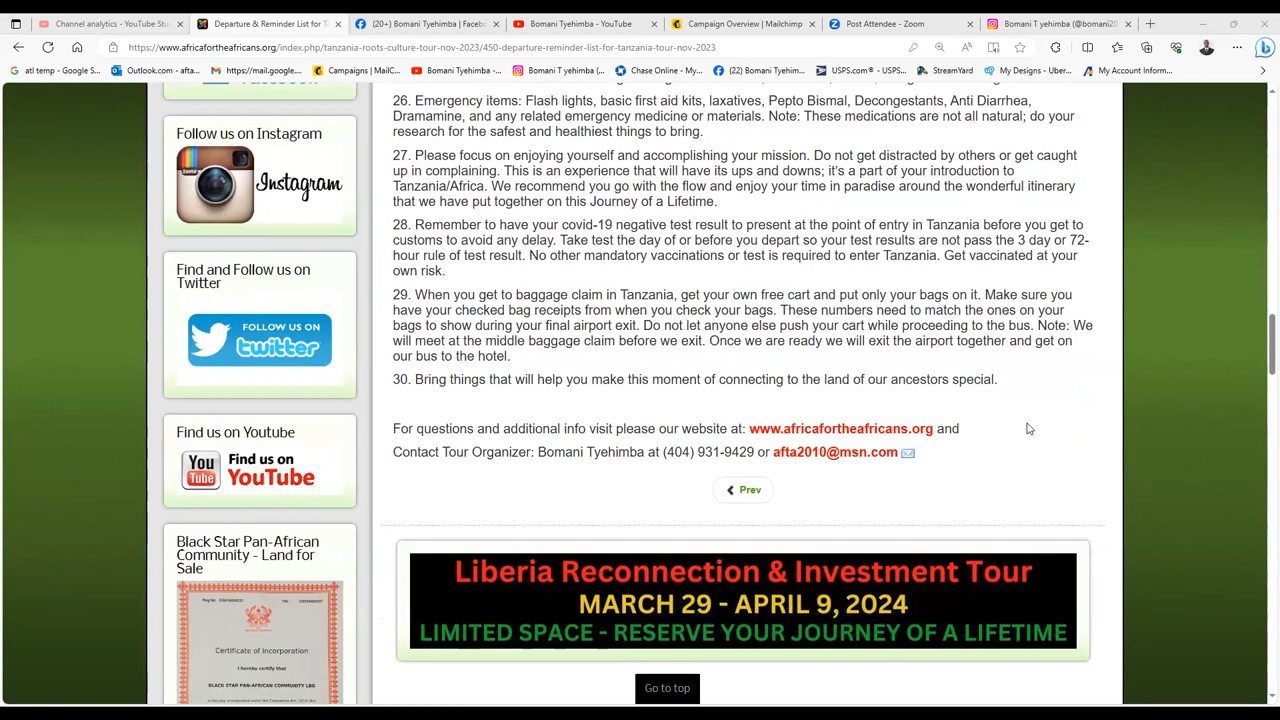 Channel analytics - YouTube Stu
Departure & Reminder List for T
(20+) Bomani Tyehimba | Faceb
Bomani Tyehimba - YouTube
Campaign Overview | Mailchimp
Post Attendee - Zoom
Bomani T yehimba (@bomani20
https://www.africafortheafricans.org/index.php/tanzania-roots-culture-tour-nov-2023/450-departure-reminder-list-for-tanzania-tour-nov-2023
atl temp - Google S...
Outlook.com - afta...
https://mail.google...
Campaigns | MailC...
Bomani Tyehimba -...
Bomani T yehimba (...
Chase Online - My...
(22) Bomani Tyehim...
USPS.com® - USPS...
StreamYard
My Designs - Uber...
My Account Inform...
26. Emergency items: Flash lights, basic first aid kits, laxatives, Pepto Bismal, Decongestants, Anti Diarrhea,
Dramamine, and any related emergency medicine or materials. Note: These medications are not all natural; do your
research for the safest and healthiest things to bring.
27. Please focus on enjoying yourself and accomplishing your mission. Do not get distracted by others or get caught
up in complaining. This is an experience that will have its ups and downs; it's a part of your introduction to
Tanzania/Africa. We recommend you go with the flow and enjoy your time in paradise around the wonderful itinerary
that we have put together on this Journey of a Lifetime.
28. Remember to have your covid-19 negative test result to present at the point of entry in Tanzania before you get to
customs to avoid any delay. Take test the day of or before you depart so your test results are not pass the 3 day or 72-
hour rule of test result. No other mandatory vaccinations or test is required to enter Tanzania. Get vaccinated at your
own risk.
29. When you get to baggage claim in Tanzania, get your own free cart and put only your bags on it. Make sure you
have your checked bag receipts from when you check your bags. These numbers need to match the ones on your
bags to show during your final airport exit. Do not let anyone else push your cart while proceeding to the bus. Note: We
will meet at the middle baggage claim before we exit. Once we are ready we will exit the airport together and get on
our bus to the hotel.
30. Bring things that will help you make this moment of connecting to the land of our ancestors special.
For questions and additional info visit please our website at: www.africafortheafricans.org and
Contact Tour Organizer: Bomani Tyehimba at (404) 931-9429 or afta2010@msn.com
Prev
Liberia Reconnection & Investment Tour
MARCH 29 - APRIL 9, 2024
LIMITED SPACE - RESERVE YOUR JOURNEY OF A LIFETIME
Go to top
Follow us on Instagram
Instagram
Find and Follow us on
Twitter
FOLLOW US ON
twitter
Find us on Youtube
You
Tube
Find us on
YouTube
Black Star Pan-African
Community - Land for
Sale
Certificate of Incorporation
I hereby certify that
BLACK STAR PAN-AFRICAN COMMUNITY LBG